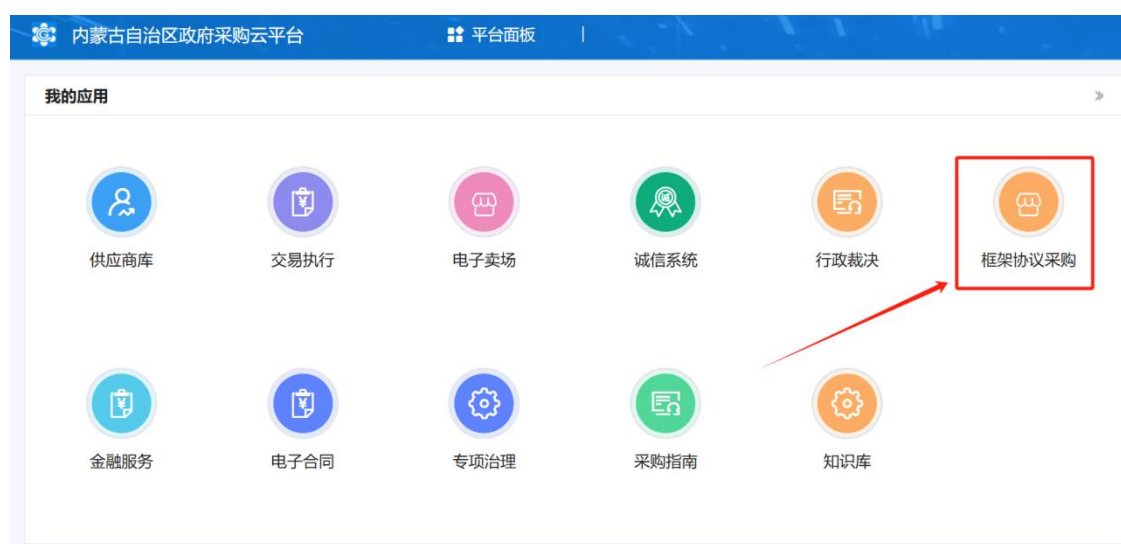 内蒙古自治区政府采购云平台 平台面板
我的应用
供应商库 交易执行 电子卖场 诚信系统 行政裁决 框架协议采购
金融服务 电子合同 专项治理 采购指南 知识库